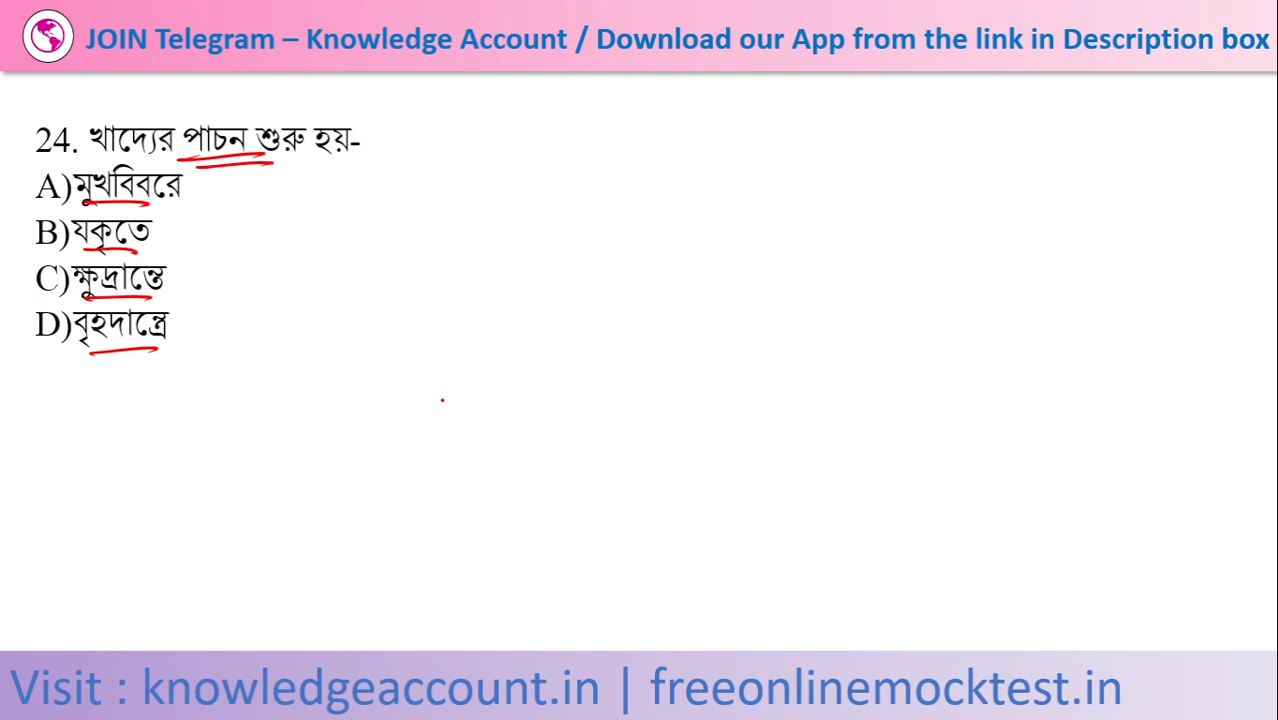 JOIN Telegram – Knowledge Account / Download our App from the link in Description box
24. খাদ্যের পাচন শুরু হয়-
A)মুখবিবরে
B)যকৃতে
C)ক্ষুদ্রান্তে
D)বৃহদান্ত্রে
Visit : knowledgeaccount.in | freeonlinemocktest.in